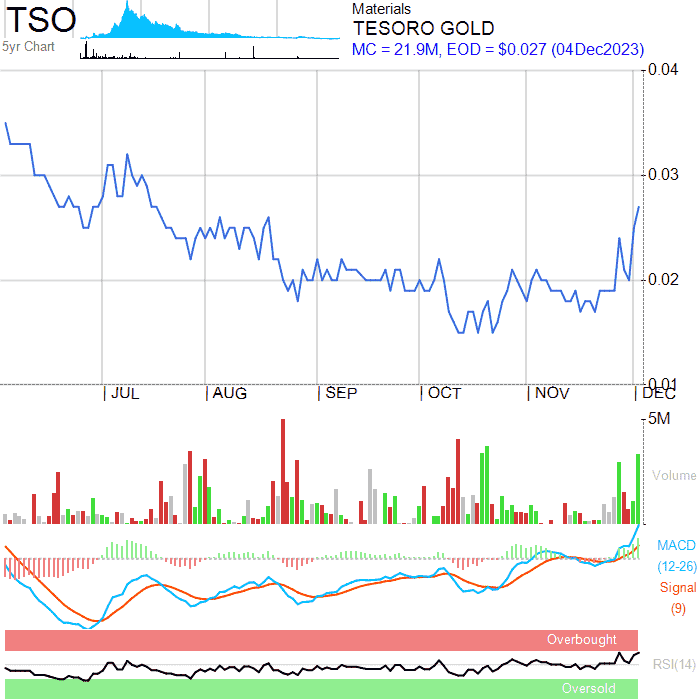 TSO
5yr Chart
Materials
TESORO GOLD
MC = 21.9M, EOD = $0.027 (04Dec2023)
0.04
0.03
0.02
0.01
JUL AUG SEP OCT NOV DEC
5M
Volume
MACD
(12-26)
Signal
(9)
Overbought
RSI(14)
Oversold